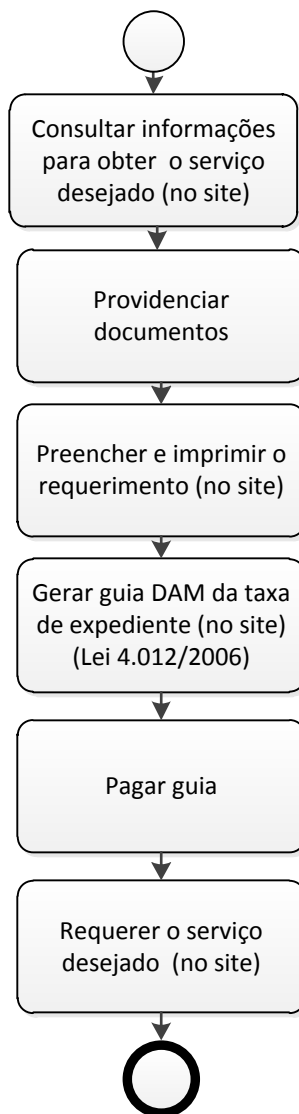 Consultar informações
para obter o serviço
desejado (no site)
Providenciar
documentos
Preencher e imprimir o
requerimento (no site)
Gerar guia DAM da taxa
de expediente (no site)
(Lei 4.012/2006)
Pagar guia
Requerer o serviço
desejado (no site)